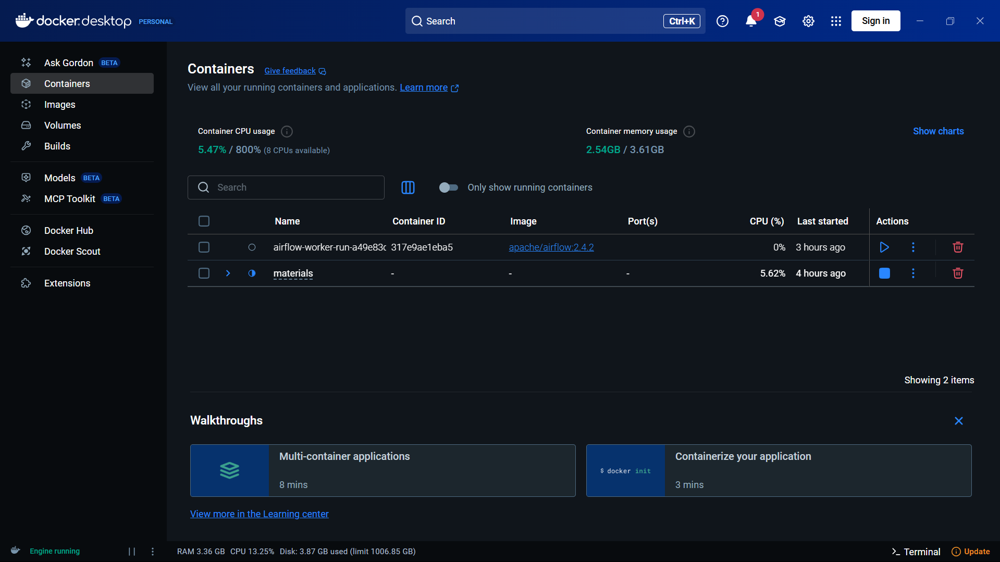 docker.desktop PERSONAL
Search
Ctrl+K
1
Sign in
Ask Gordon BETA
Containers
Images
Volumes
Builds
Models BETA
MCP Toolkit BETA
Docker Hub
Docker Scout
Extensions
Containers Give feedback
View all your running containers and applications. Learn more
Container CPU usage
5.47% / 800% (8 CPUs available)
Container memory usage
2.54GB / 3.61GB
Show charts
Search
Only show running containers
Name Container ID Image Port(s) CPU (%) Last started Actions
airflow-worker-run-a49e83c 317e9ae1eba5 apache/airflow:2.4.2 0% 3 hours ago
materials - - - 5.62% 4 hours ago
Showing 2 items
Walkthroughs
Multi-container applications
8 mins
$ docker init
Containerize your application
3 mins
View more in the Learning center
Engine running
RAM 3.36 GB CPU 13.25% Disk: 3.87 GB used (limit 1006.85 GB)
Terminal
Update